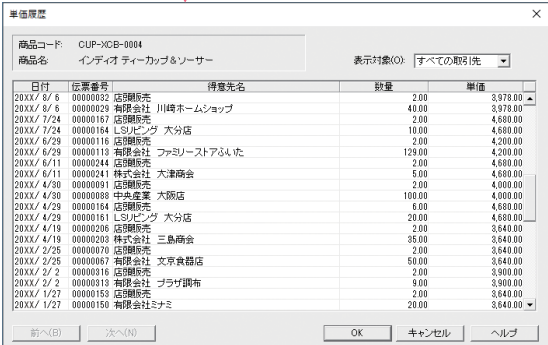 単価履歴
商品コード: CUP-XCB-0004
商品名: インディオ ティーカップ＆ソーサー 表示対象(O): すべての取引先
日付 伝票番号 得意先名 数量 単価
20XX/ 8/ 6 00000032 店頭販売 2.00 3,978.00
20XX/ 8/ 6 00000029 有限会社 川崎ホームショップ 40.00 3,978.00
20XX/ 7/24 00000167 店頭販売 2.00 4,680.00
20XX/ 7/24 00000164 LSリビング 大分店 10.00 4,680.00
20XX/ 6/29 00000116 店頭販売 2.00 4,200.00
20XX/ 6/29 00000113 有限会社 ファミリーストアふいた 129.00 4,200.00
20XX/ 6/11 00000244 店頭販売 2.00 4,680.00
20XX/ 6/11 00000241 株式会社 大津商会 5.00 4,680.00
20XX/ 4/30 00000091 店頭販売 2.00 4,000.00
20XX/ 4/30 00000088 中央産業 大阪店 100.00 4,000.00
20XX/ 4/29 00000164 店頭販売 6.00 4,680.00
20XX/ 4/29 00000161 LSリビング 大分店 20.00 4,680.00
20XX/ 4/19 00000206 店頭販売 2.00 3,640.00
20XX/ 4/19 00000203 株式会社 三島商会 35.00 3,640.00
20XX/ 2/25 00000070 店頭販売 2.00 3,640.00
20XX/ 2/25 00000067 有限会社 文京食器店 50.00 3,640.00
20XX/ 2/ 2 00000316 店頭販売 2.00 3,900.00
20XX/ 2/ 2 00000313 有限会社 プラザ調布 9.00 3,900.00
20XX/ 1/27 00000153 店頭販売 2.00 3,640.00
20XX/ 1/27 00000150 有限会社ミナミ 20.00 3,640.00
前へ(B) 次へ(N) OK キャンセル ヘルプ